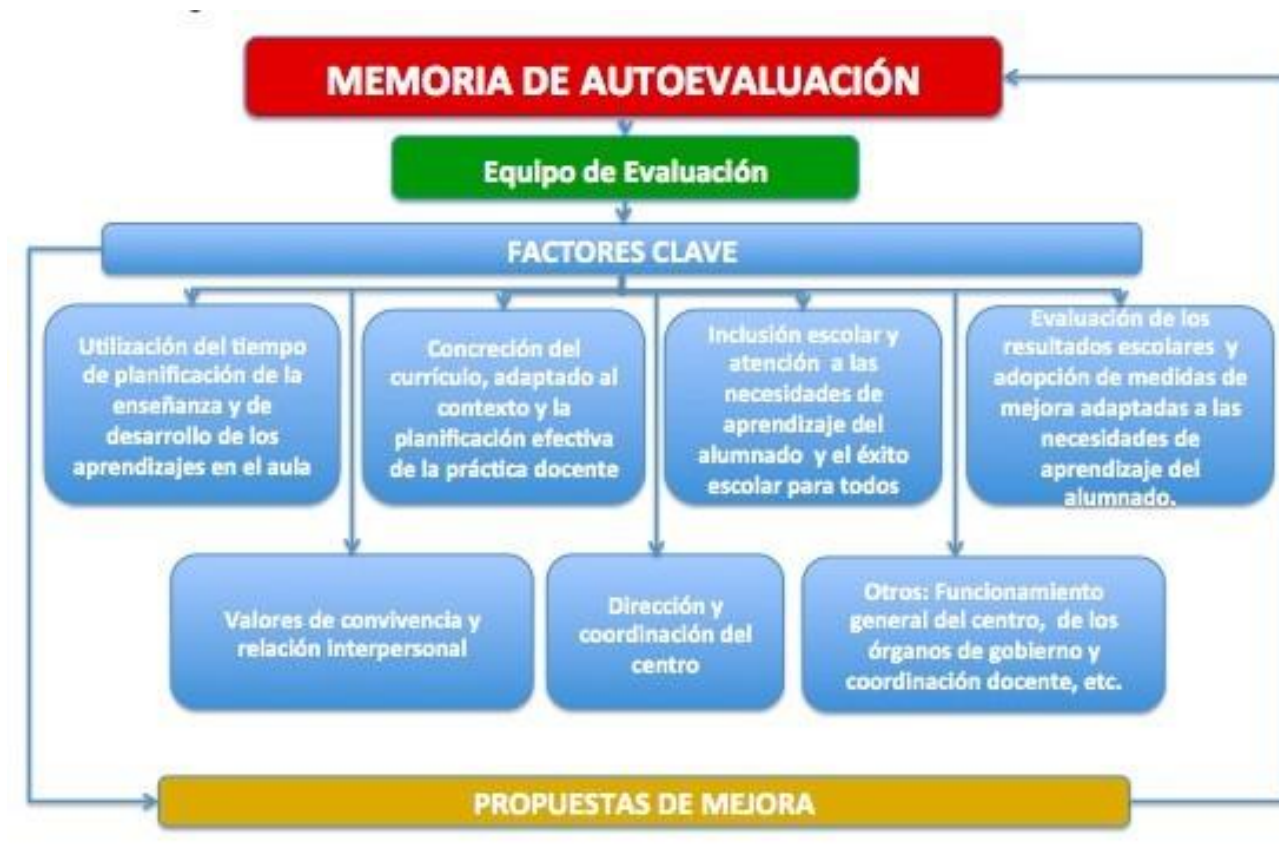 MEMORIA DE AUTOEVALUACIÓN
Equipo de Evaluación
FACTORES CLAVE
Utilización del tiempo
de planificación de la
enseñanza y de
desarrollo de los
aprendizajes en el aula
Concreción del
currículo, adaptado al
contexto y la
planificación efectiva
de la práctica docente
Inclusión escolar y
atención a las
necesidades de
aprendizaje del
alumnado y el éxito
escolar para todos
Evaluación de los
resultados escolares y
adopción de medidas de
mejora adaptadas a las
necesidades de
aprendizaje del
alumnado.
Valores de convivencia y
relación interpersonal
Dirección y
coordinación del
centro
Otros: Funcionamiento
general del centro, de los
órganos de gobierno y
coordinación docente, etc.
PROPUESTAS DE MEJORA